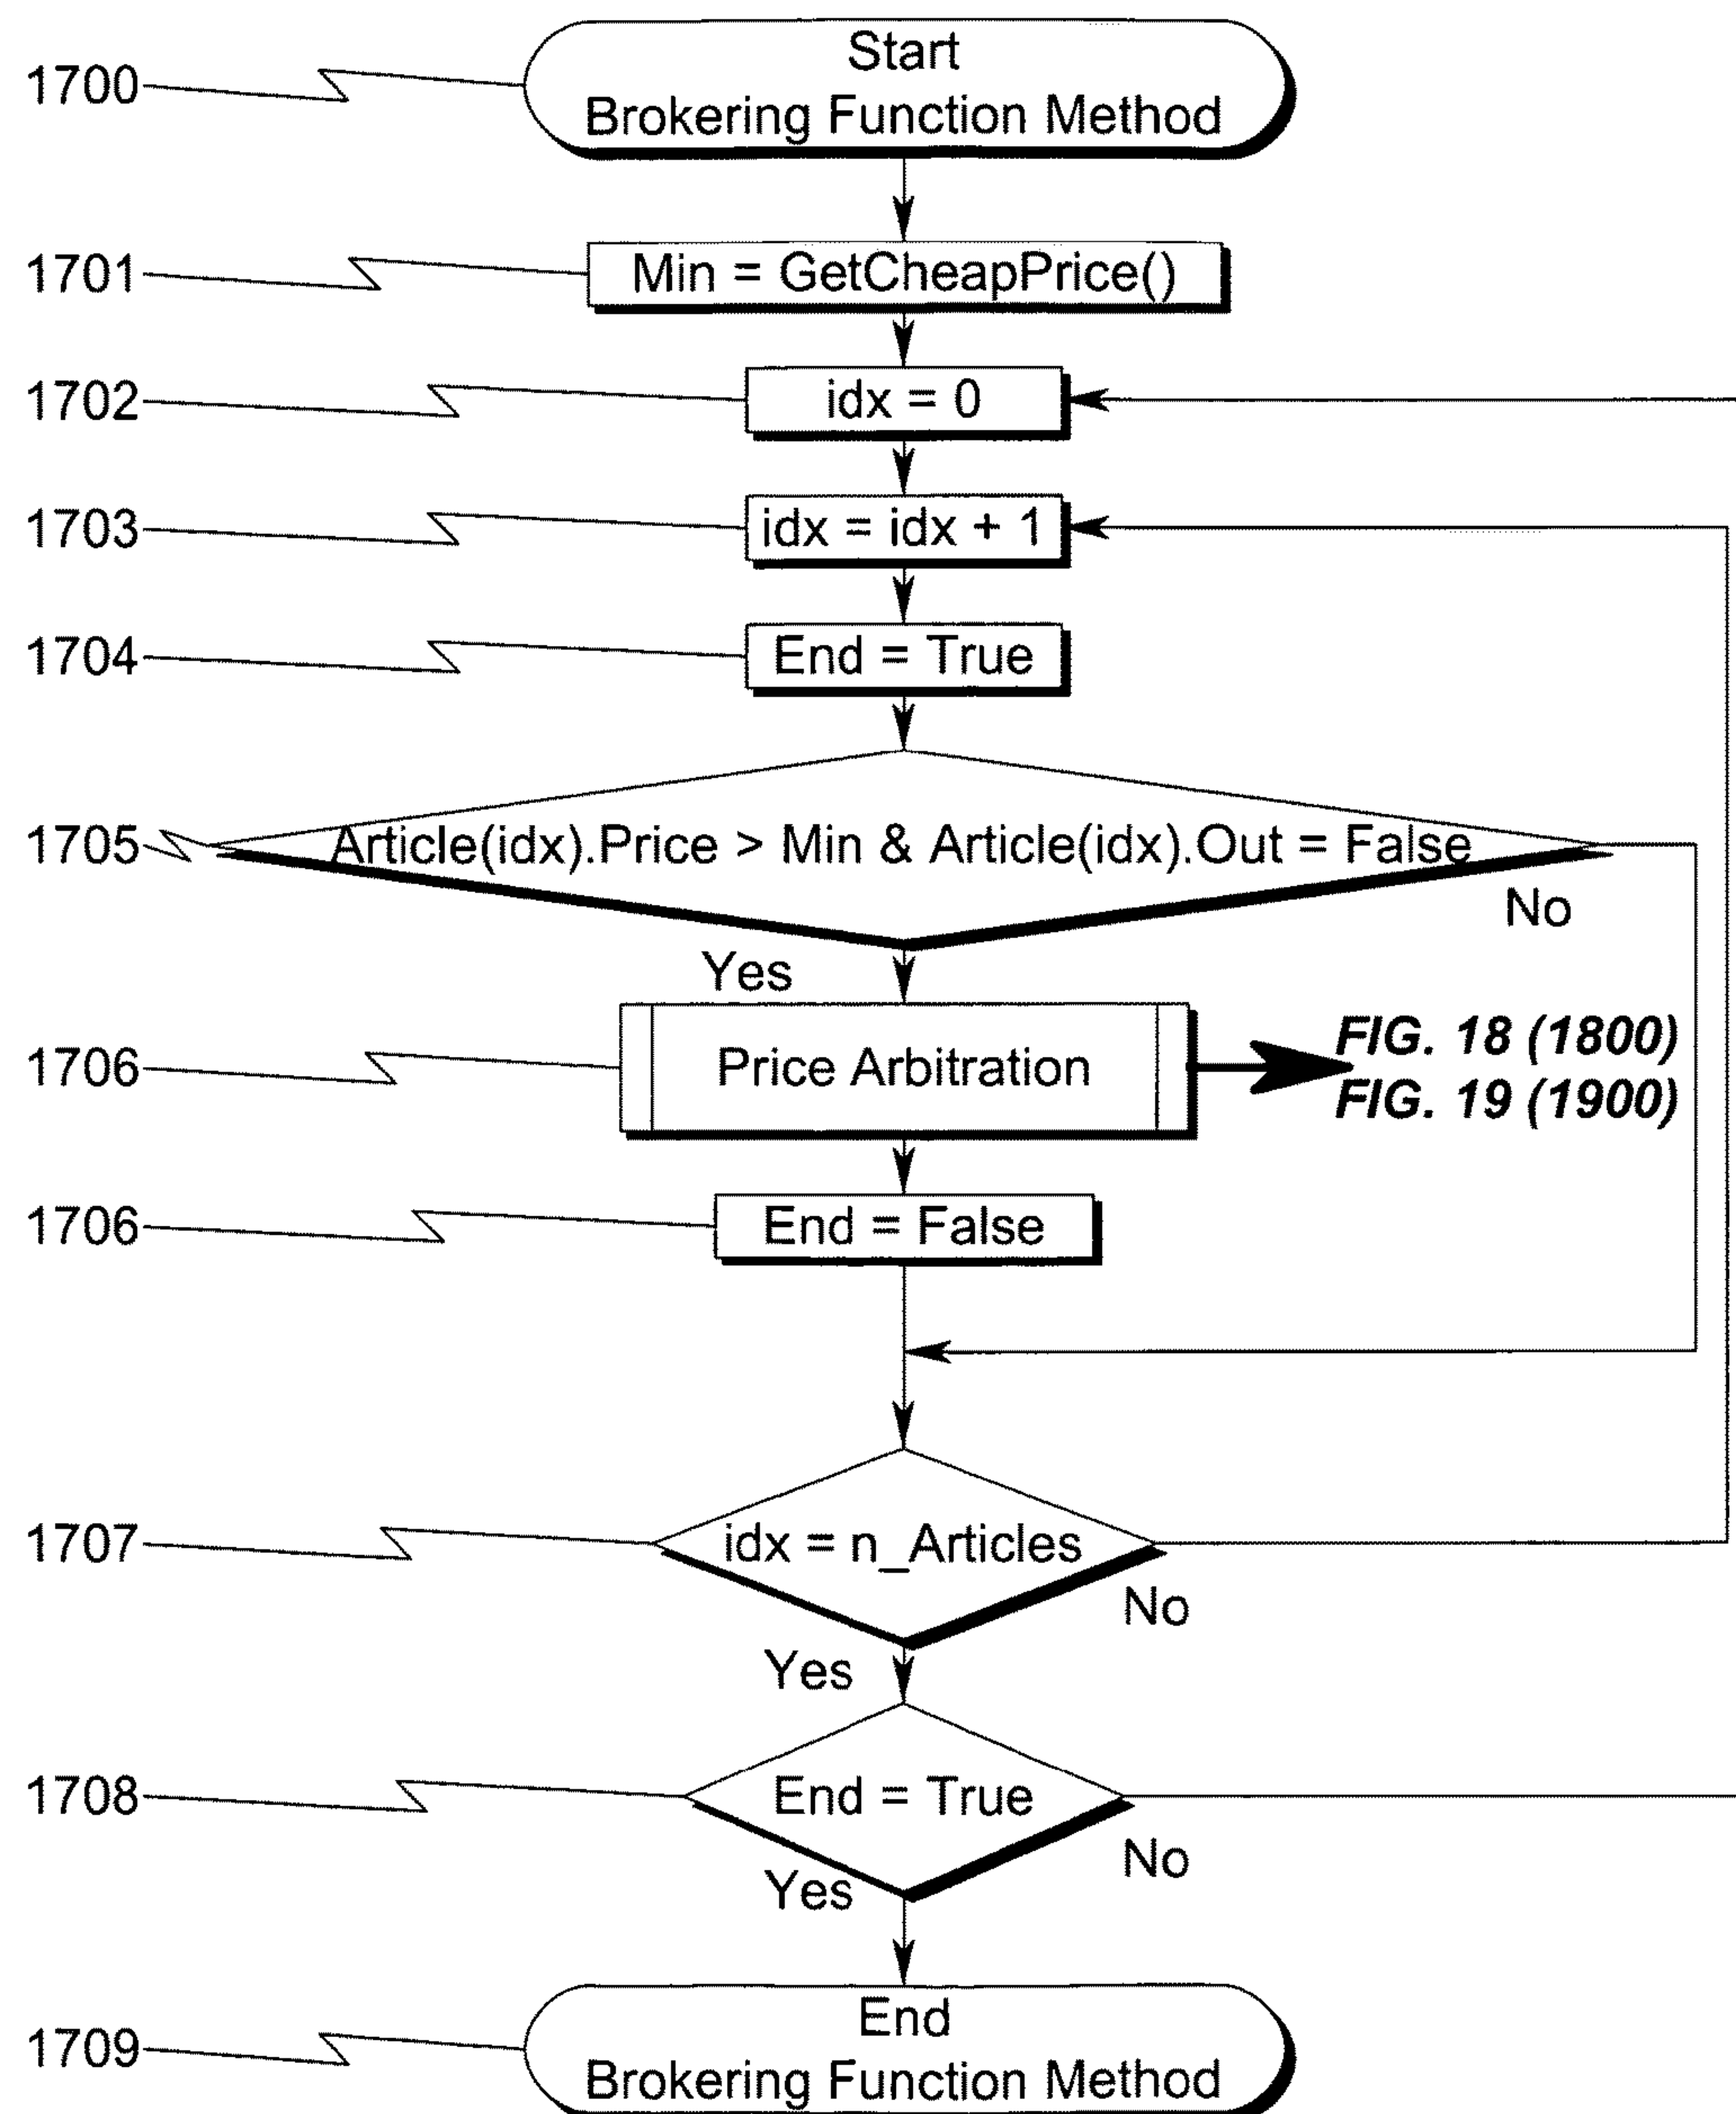 1700
Start
Brokering Function Method
1701
Min = GetCheapPrice()
1702
idx = 0
1703
idx = idx + 1
1704
End = True
1705
Article(idx).Price > Min & Article(idx).Out = False
No
Yes
1706
Price Arbitration
FIG. 18 (1800)
FIG. 19 (1900)
1706
End = False
1707
idx = n_Articles
No
Yes
1708
End = True
No
Yes
1709
End
Brokering Function Method